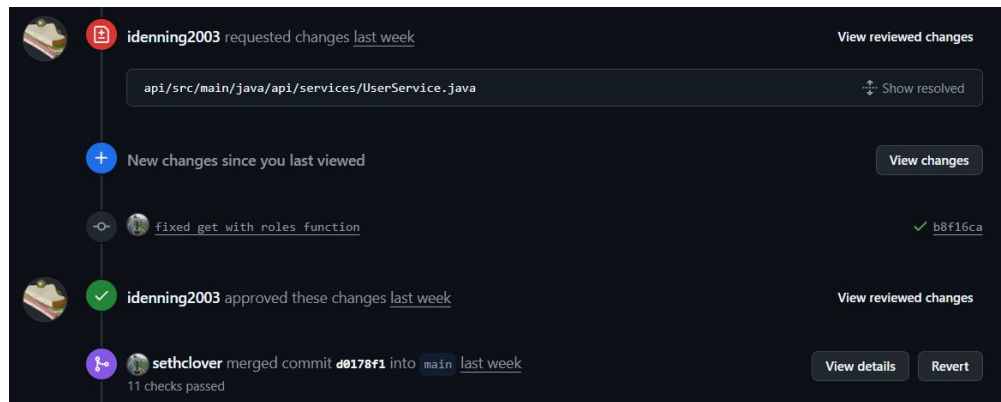 idenning2003 requested changes last week View reviewed changes
api/src/main/java/api/services/UserService.java Show resolved
New changes since you last viewed View changes
fixed get with roles function b8f16ca
idenning2003 approved these changes last week View reviewed changes
sethclover merged commit d0178f1 into main last week View details Revert
11 checks passed